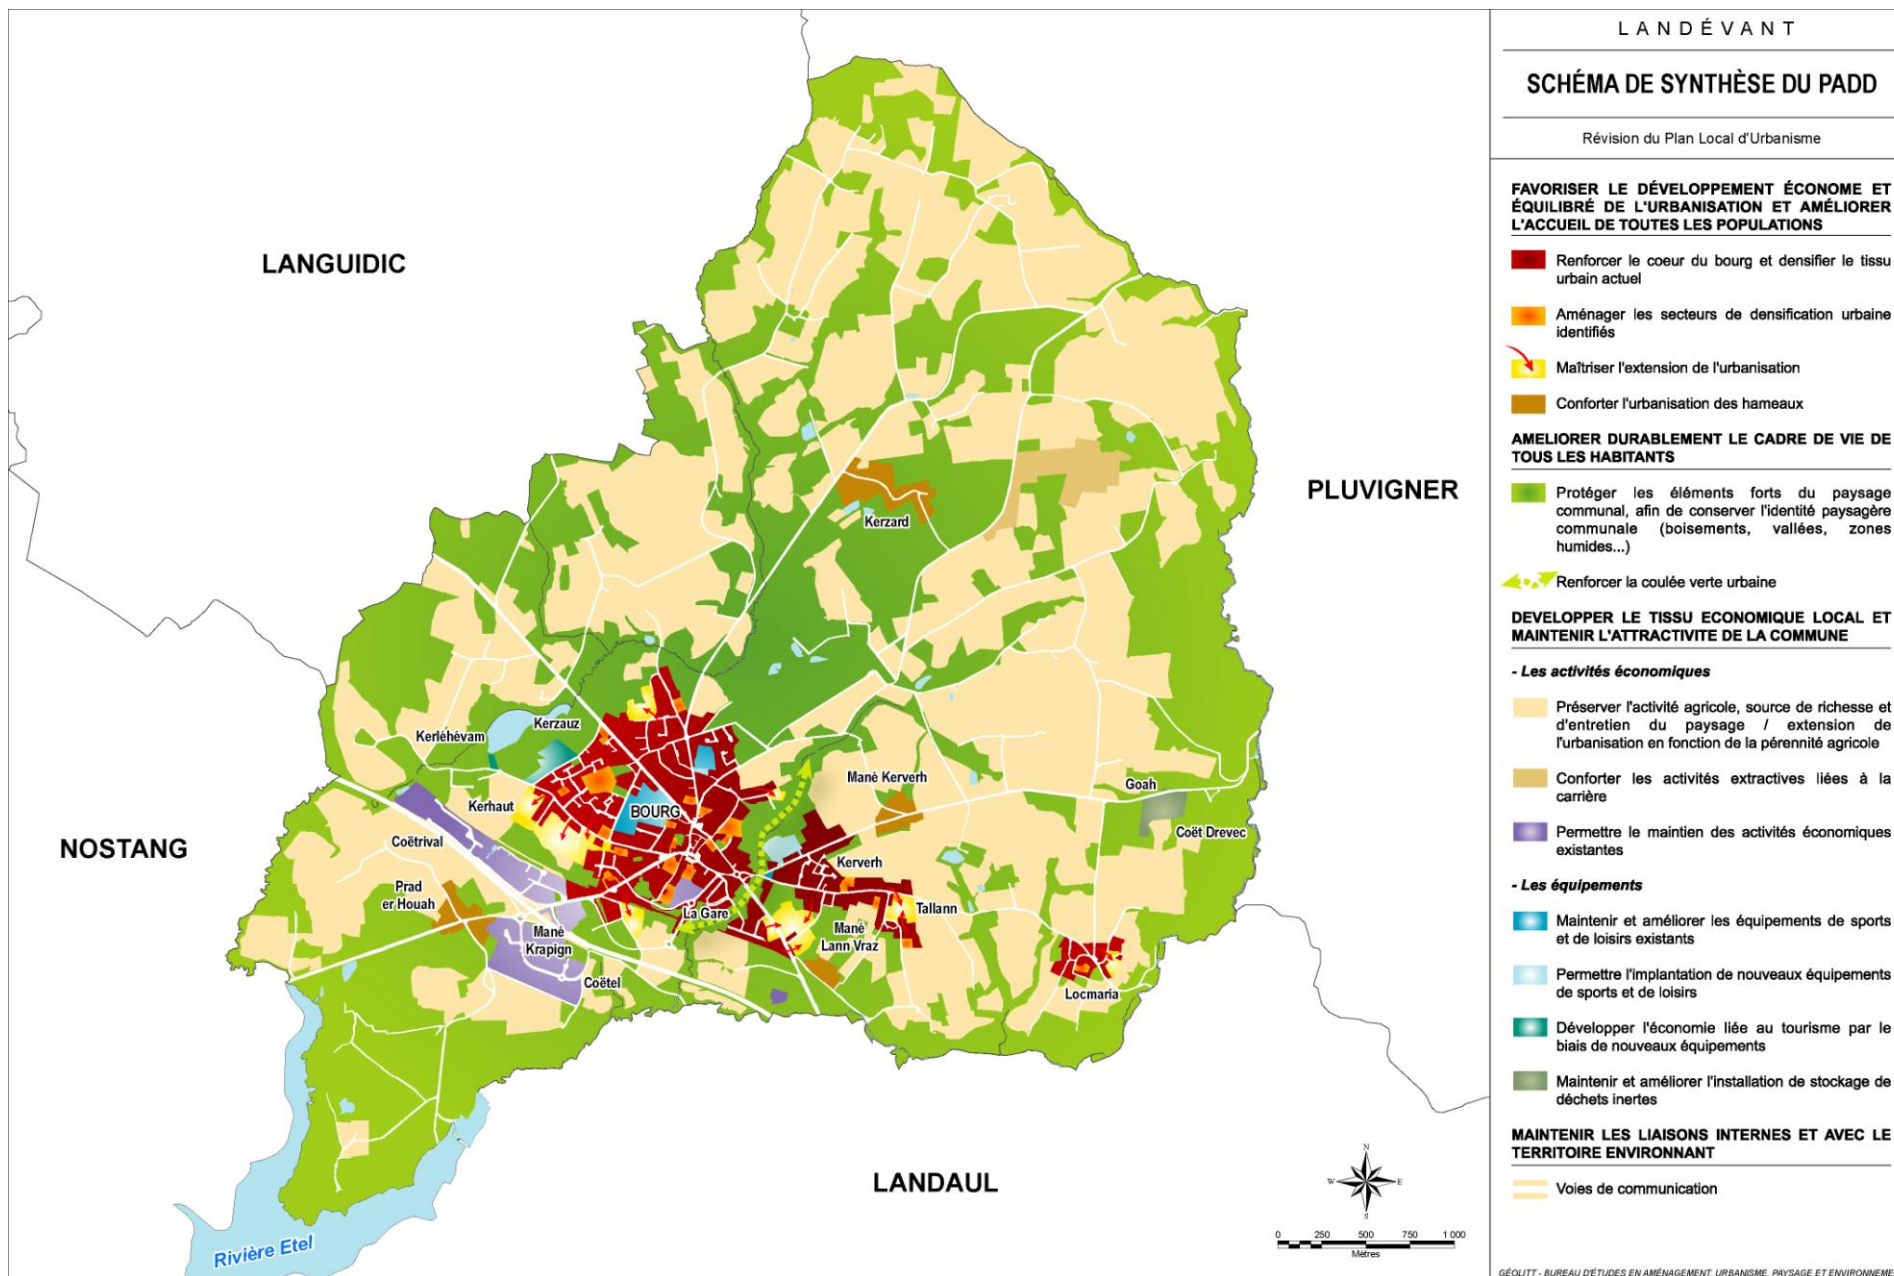 LANDÉVANT
SCHÉMA DE SYNTHÈSE DU PADD
Révision du Plan Local d'Urbanisme
FAVORISER LE DÉVELOPPEMENT ÉCONOME ET
ÉQUILIBRÉ DE L'URBANISATION ET AMÉLIORER
L'ACCUEIL DE TOUTES LES POPULATIONS
Renforcer le coeur du bourg et densifier le tissu
urbain actuel
Aménager les secteurs de densification urbaine
identifiés
Maîtriser l'extension de l'urbanisation
Conforter l'urbanisation des hameaux
AMELIORER DURABLEMENT LE CADRE DE VIE DE
TOUS LES HABITANTS
Protéger les éléments forts du paysage
communal, afin de conserver l'identité paysagère
communale (boisements, vallées, zones
humides...)
Renforcer la coulée verte urbaine
DEVELOPPER LE TISSU ECONOMIQUE LOCAL ET
MAINTENIR L'ATTRACTIVITE DE LA COMMUNE
- Les activités économiques
Préserver l'activité agricole, source de richesse et
d'entretien du paysage / extension de
l'urbanisation en fonction de la pérennité agricole
Conforter les activités extractives liées à la
carrière
Permettre le maintien des activités économiques
existantes
- Les équipements
Maintenir et améliorer les équipements de sports
et de loisirs existants
Permettre l'implantation de nouveaux équipements
de sports et de loisirs
Développer l'économie liée au tourisme par le
biais de nouveaux équipements
Maintenir et améliorer l'installation de stockage de
déchets inertes
MAINTENIR LES LIAISONS INTERNES ET AVEC LE
TERRITOIRE ENVIRONNANT
Voies de communication
GÉOLITT - BUREAU D'ÉTUDES EN AMÉNAGEMENT, URBANISME, PAYSAGE ET ENVIRONNEME
LANGUIDIC
PLUVIGNER
NOSTANG
LANDAUL
Kerzard
Kerzauz
Kerléhévam
Mané Kerverh
Goah
Kerhaut
BOURG
Coët Drevec
Coëtrival
Kerverh
Prad
er Houah
La Gare
Tallann
Mané
Krapign
Mané
Lann Vraz
Coëtel
Locmaria
Rivière Etel
N
W
E
S
0 250 500 750 1 000
Mètres